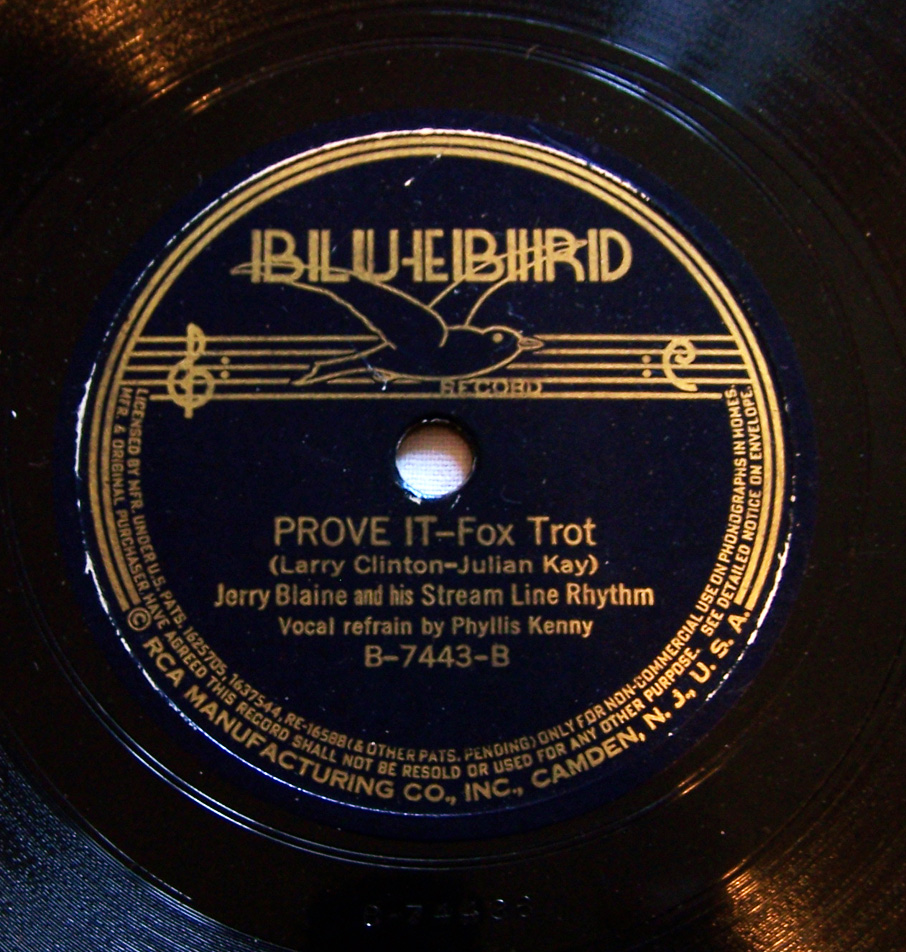 BLUEBIRD
RECORD
PROVE IT–Fox Trot
(Larry Clinton–Julian Kay)
Jerry Blaine and his Stream Line Rhythm
Vocal refrain by Phyllis Kenny
B–7443–B
LICENSED BY MFR. UNDER U.S. PATS. 1625705, 1637544, RE-16588 (& OTHER PATS. PENDING) ONLY FOR NON-COMMERCIAL USE ON PHONOGRAPHS IN HOMES.
MFR. & ORIGINAL PURCHASER HAVE AGREED THIS RECORD SHALL NOT BE RESOLD OR USED FOR ANY OTHER PURPOSE. SEE DETAILED NOTICE ON ENVELOPE.
© RCA MANUFACTURING CO., INC., CAMDEN, N. J., U. S. A.